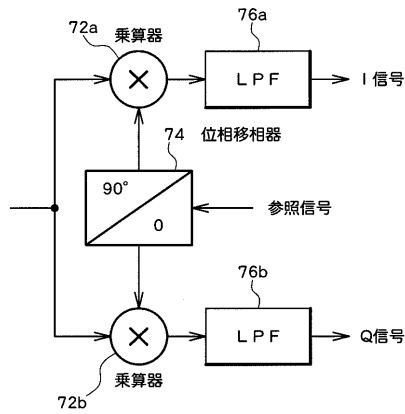 72a
乗算器
76a
×
LPF
I信号
74
位相移相器
90°
0
参照信号
76b
×
LPF
Q信号
72b
乗算器